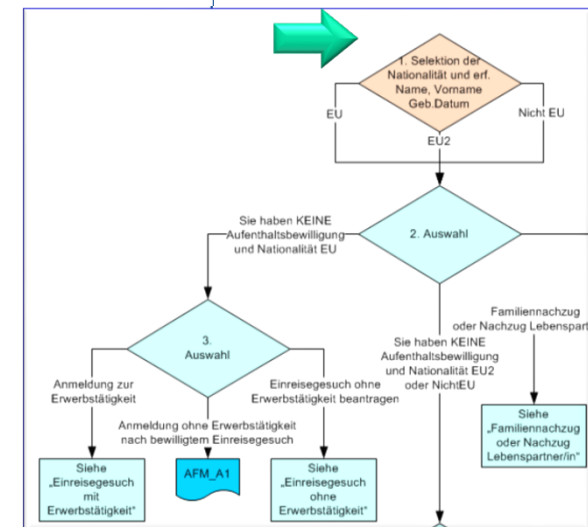 1. Selektion der
Nationalität und erf.
Name, Vorname
Geb.Datum
EU
EU2
Nicht EU
Sie haben KEINE
Aufenthaltsbewilligung
und Nationalität EU
2. Auswahl
Familiennachzug
oder Nachzug Lebenspart
3.
Auswahl
Sie haben KEINE
Aufenthaltsbewilligung
und Nationalität EU2
oder NichtEU
Anmeldung zur
Erwerbstätigkeit
Einreisegesuch ohne
Erwerbstätigkeit beantragen
Anmeldung ohne Erwerbstätigkeit
nach bewilligtem Einreisegesuch
Siehe
„Familiennachzug
oder Nachzug
Lebenspartner/in"
Siehe
„Einreisegesuch
mit
Erwerbstätigkeit"
AFM_A1
Siehe
„Einreisegesuch
ohne
Erwerbstätigkeit"